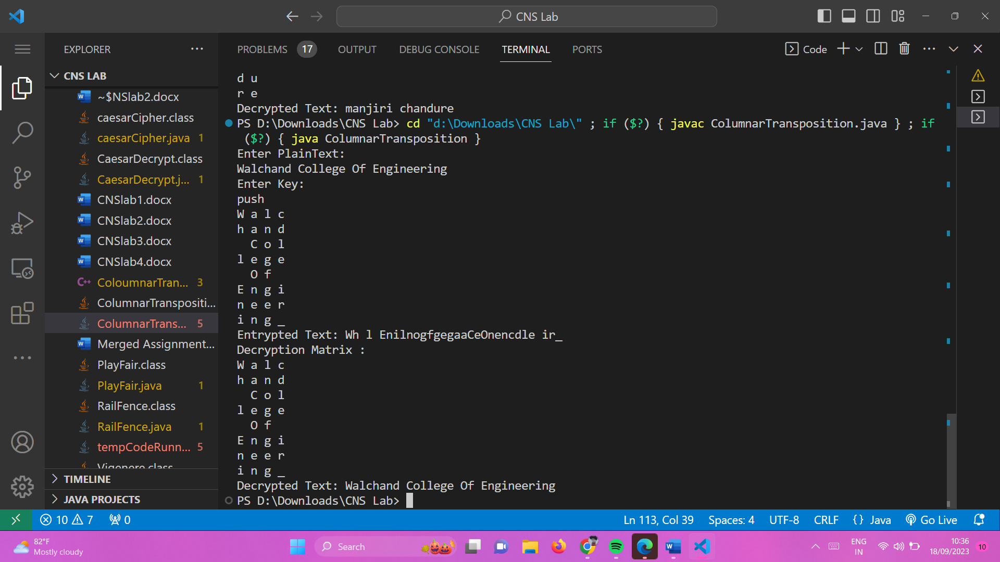 CNS Lab
EXPLORER
CNS LAB
~$NSlab2.docx
caesarCipher.class
caesarCipher.java 1
CaesarDecrypt.class
CaesarDecrypt.j... 1
CNSlab1.docx
CNSlab2.docx
CNSlab3.docx
CNSlab4.docx
C++ ColoumnarTran... 3
ColumnarTranspositi...
ColumnarTrans... 5
Merged Assignment...
PlayFair.class
PlayFair.java 1
RailFence.class
RailFence.java 1
tempCodeRunn... 5
Vigenere.class
TIMELINE
JAVA PROJECTS
PROBLEMS 17 OUTPUT DEBUG CONSOLE TERMINAL PORTS
Code
d u
r e
Decrypted Text: manjiri chandure
PS D:\Downloads\CNS Lab> cd "d:\Downloads\CNS Lab\" ; if ($?) { javac ColumnarTransposition.java } ; if
($?) { java ColumnarTransposition }
Enter PlainText:
Walchand College Of Engineering
Enter Key:
push
W a l c
h a n d
C o l
l e g e
O f
E n g i
n e e r
i n g _
Entrypted Text: Wh l EnilnogfgegaaCeOnencdle ir_
Decryption Matrix :
W a l c
h a n d
C o l
l e g e
O f
E n g i
n e e r
i n g _
Decrypted Text: Walchand College Of Engineering
PS D:\Downloads\CNS Lab>
10 7 0
Ln 113, Col 39 Spaces: 4 UTF-8 CRLF {} Java Go Live
82°F
Mostly cloudy
Search
ENG
IN
10:36
18/09/2023
10